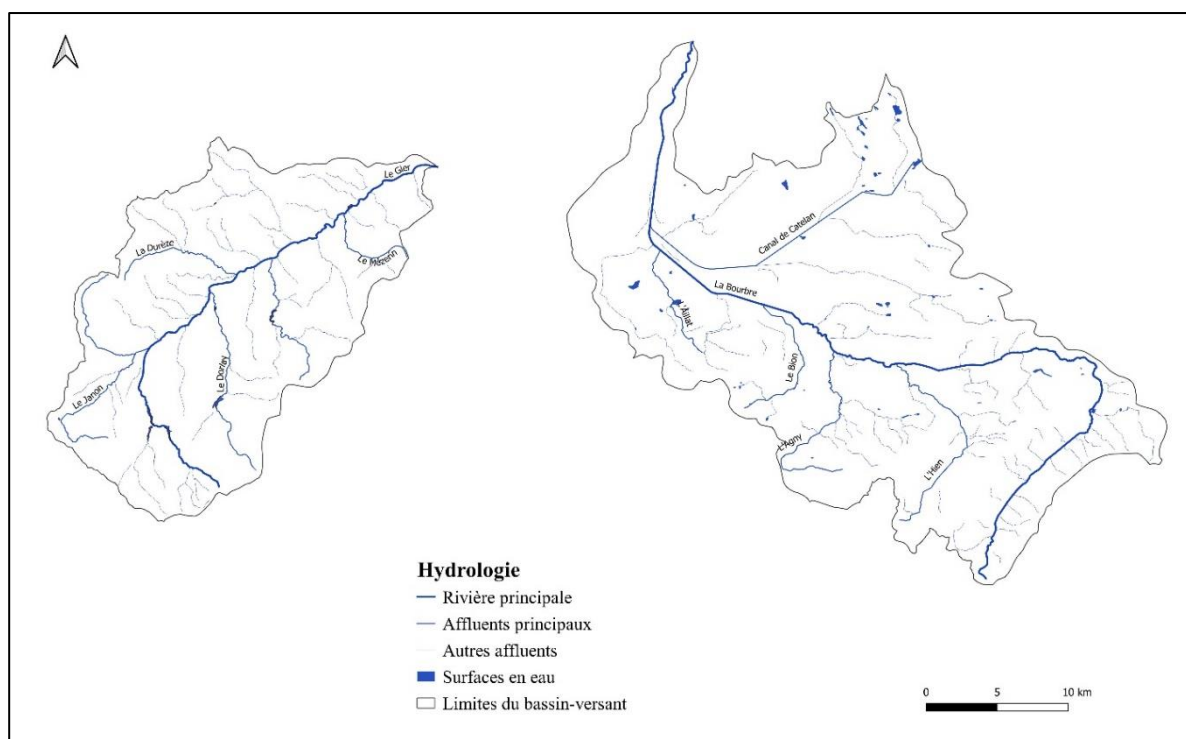 Le Gier
La Durèze
Le Mézerin
Le Janon
Le Dorlay
Canal de Catelan
La Bourbre
L'Aillat
Le Bion
L'Agny
L'Hien
Hydrologie
Rivière principale
Affluents principaux
Autres affluents
Surfaces en eau
Limites du bassin-versant
0 5 10 km